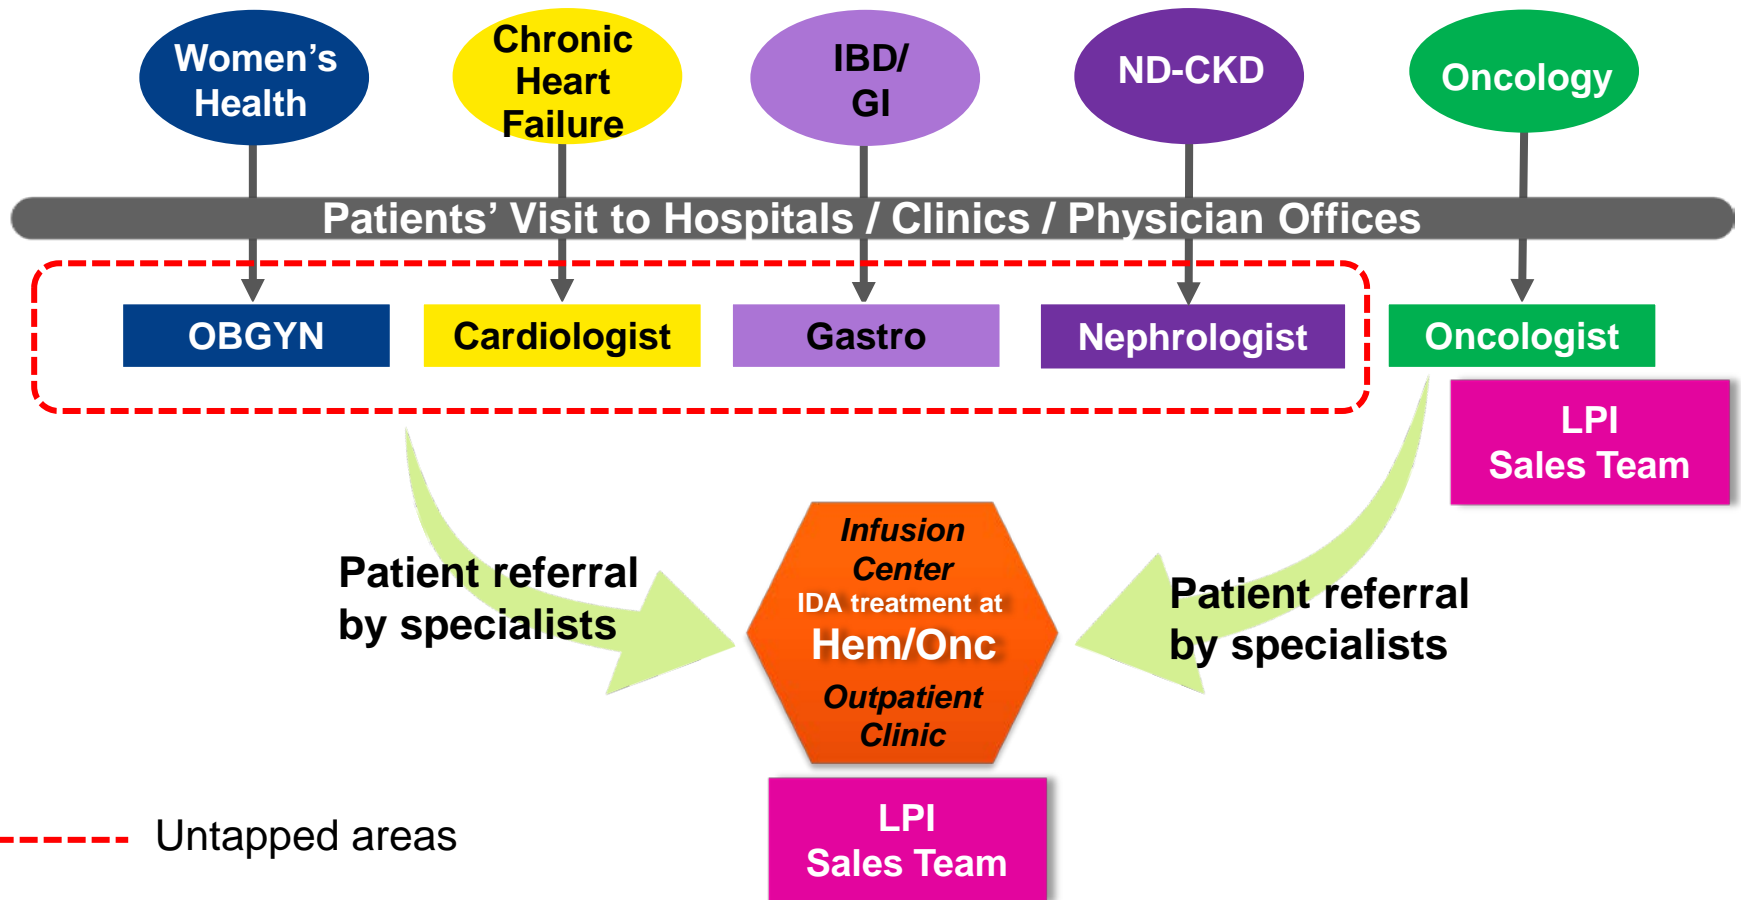 Women’s
Health
Chronic
Heart
Failure
IBD/
GI
ND-CKD
Oncology
Patients’ Visit to Hospitals / Clinics / Physician Offices
OBGYN
Cardiologist
Gastro
Nephrologist
Oncologist
LPI
Sales Team
Patient referral
by specialists
Infusion
Center
IDA treatment at
Hem/Onc
Outpatient
Clinic
Patient referral
by specialists
LPI
Sales Team
Untapped areas